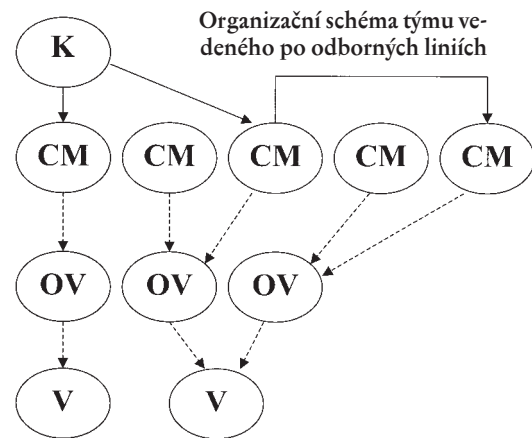 Organizační schéma týmu ve-
deného po odborných liniích
K
CM CM CM CM CM
OV OV OV
V V